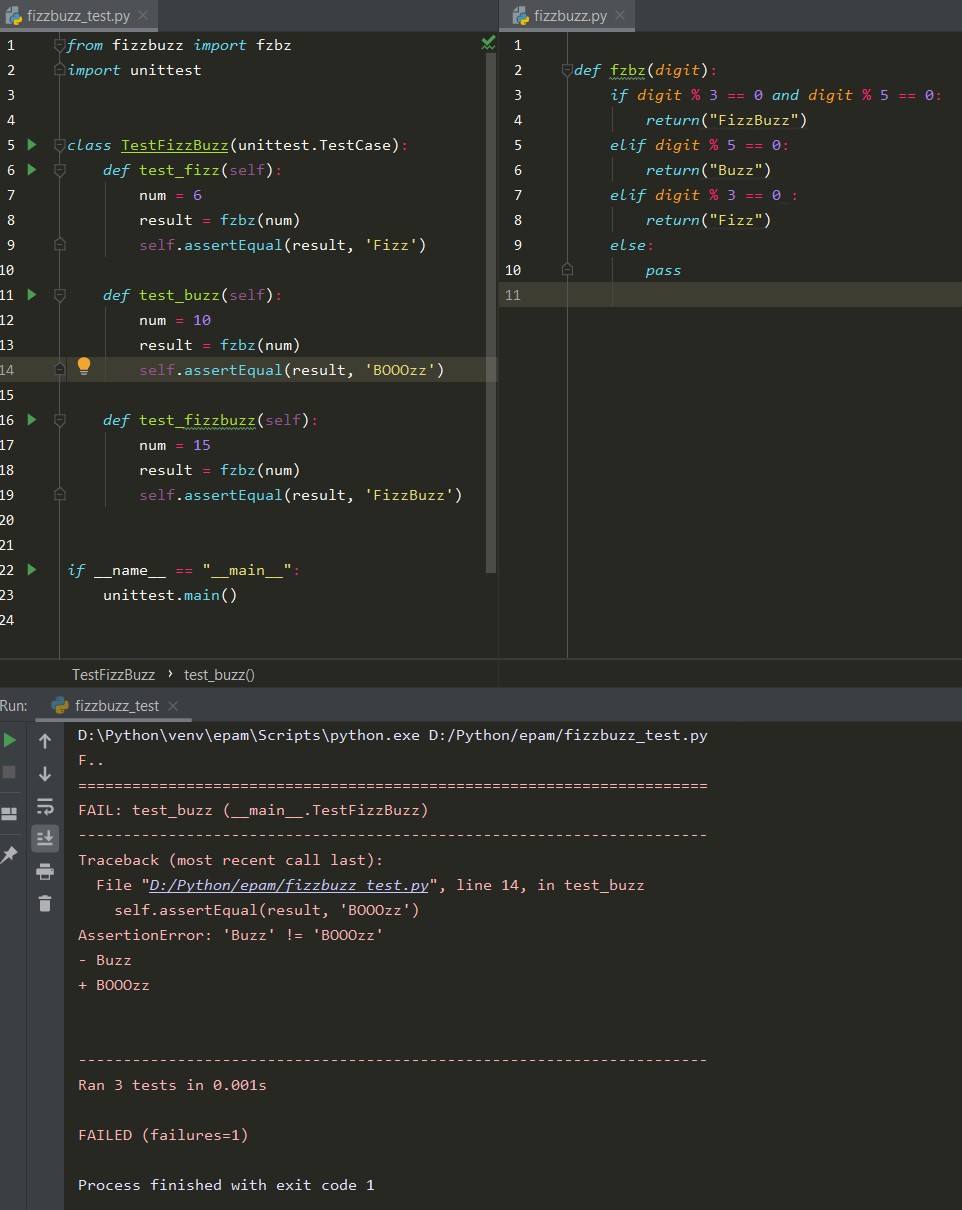 fizzbuzz_test.py
1 from fizzbuzz import fzbz
2 import unittest
3
4
5 class TestFizzBuzz(unittest.TestCase):
6 def test_fizz(self):
7 num = 6
8 result = fzbz(num)
9 self.assertEqual(result, 'Fizz')
10
11 def test_buzz(self):
12 num = 10
13 result = fzbz(num)
14 self.assertEqual(result, 'BOOOzz')
15
16 def test_fizzbuzz(self):
17 num = 15
18 result = fzbz(num)
19 self.assertEqual(result, 'FizzBuzz')
20
21
22 if __name__ == "__main__":
23 unittest.main()
24
fizzbuzz.py
1
2 def fzbz(digit):
3 if digit % 3 == 0 and digit % 5 == 0:
4 return("FizzBuzz")
5 elif digit % 5 == 0:
6 return("Buzz")
7 elif digit % 3 == 0 :
8 return("Fizz")
9 else:
10 pass
11
TestFizzBuzz › test_buzz()
Run: fizzbuzz_test
D:\Python\venv\epam\Scripts\python.exe D:/Python/epam/fizzbuzz_test.py
F..
======================================================================
FAIL: test_buzz (__main__.TestFizzBuzz)
----------------------------------------------------------------------
Traceback (most recent call last):
File "D:/Python/epam/fizzbuzz_test.py", line 14, in test_buzz
self.assertEqual(result, 'BOOOzz')
AssertionError: 'Buzz' != 'BOOOzz'
- Buzz
+ BOOOzz
----------------------------------------------------------------------
Ran 3 tests in 0.001s
FAILED (failures=1)
Process finished with exit code 1